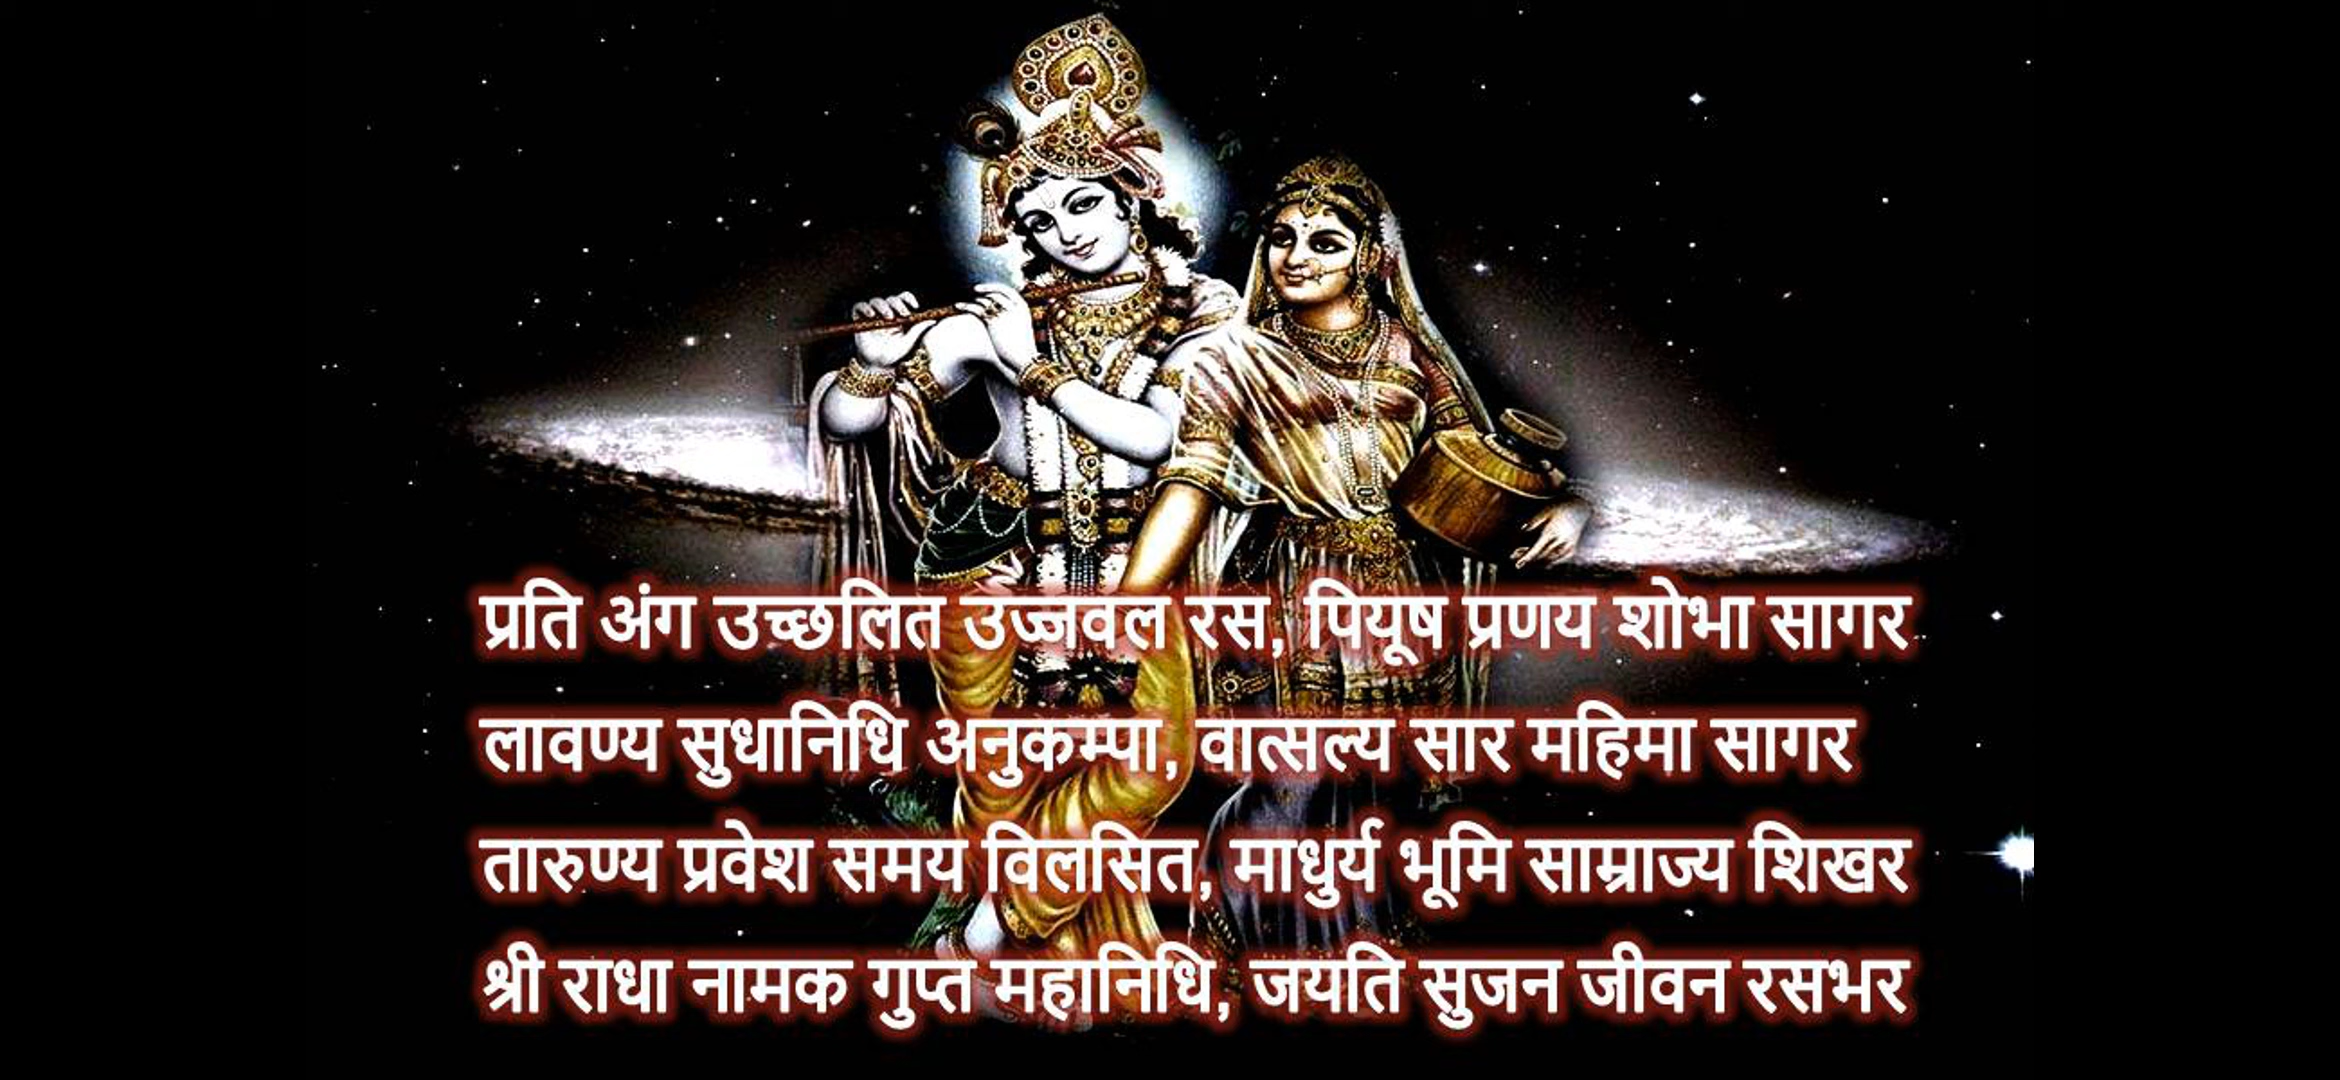 प्रति अंग उच्छलित उज्जवल रस, पियूष प्रणय शोभा सागर
लावण्य सुधानिधि अनुकम्पा, वात्सल्य सार महिमा सागर
तारुण्य प्रवेश समय विलसित, माधुर्य भूमि साम्राज्य शिखर
श्री राधा नामक गुप्त महानिधि, जयति सुजन जीवन रसभर